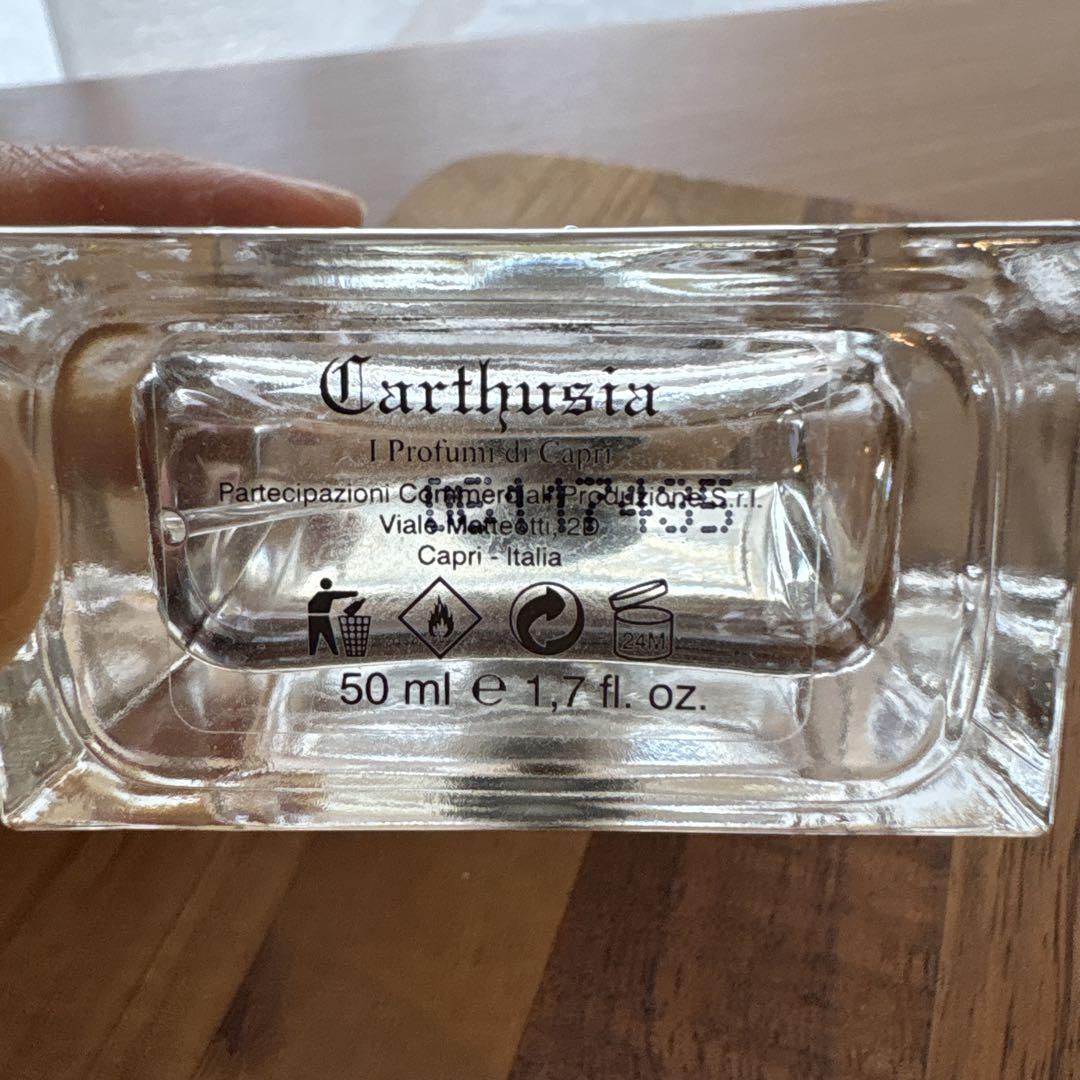 Carthusia
I Profumi di Capri
Partecipazioni Commerciali Produzione S.r.l.
Viale Matteotti, 2D
Capri - Italia
24M
50 ml e 1,7 fl. oz.